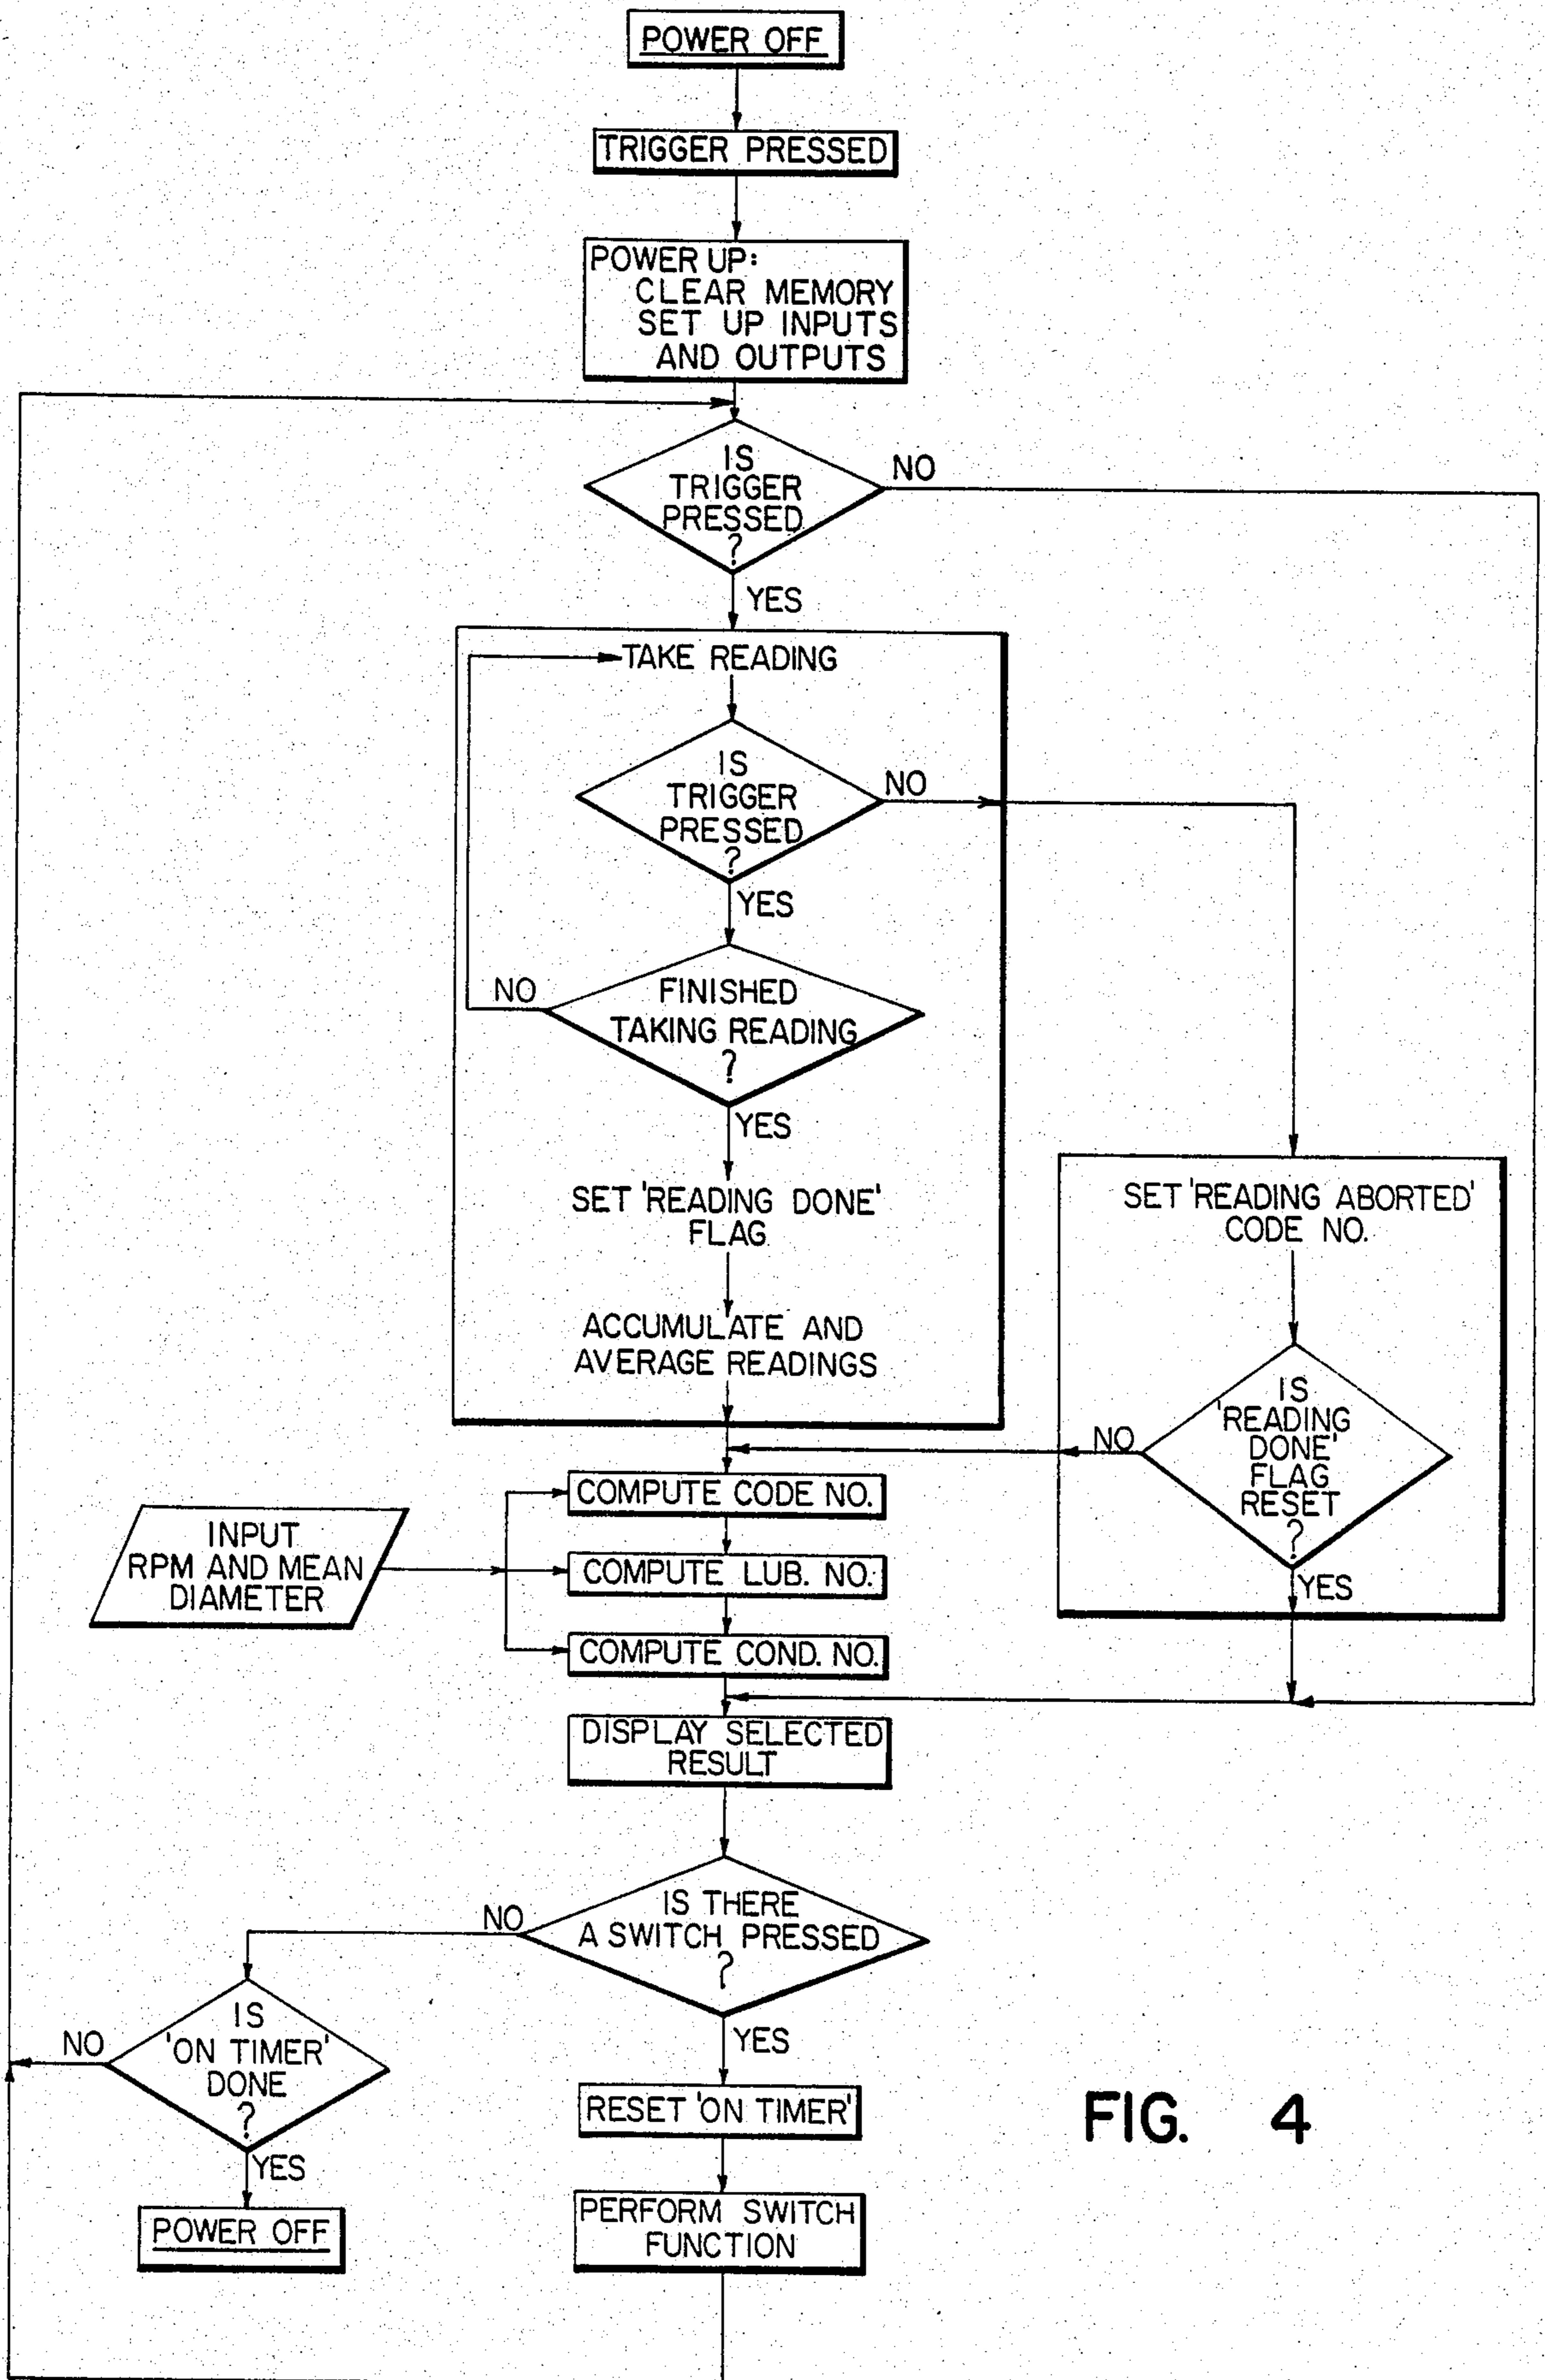 POWER OFF
TRIGGER PRESSED
POWER UP:
CLEAR MEMORY
SET UP INPUTS
AND OUTPUTS
IS
TRIGGER
PRESSED
?
NO
YES
TAKE READING
IS
TRIGGER
PRESSED
?
NO
YES
FINISHED
TAKING READING
?
NO
YES
SET 'READING DONE'
FLAG
ACCUMULATE AND
AVERAGE READINGS
SET 'READING ABORTED'
CODE NO.
IS
'READING
DONE'
FLAG
RESET
?
NO
YES
INPUT
RPM AND MEAN
DIAMETER
COMPUTE CODE NO.
COMPUTE LUB. NO.
COMPUTE COND. NO.
DISPLAY SELECTED
RESULT
IS THERE
A SWITCH PRESSED
?
NO
YES
IS
'ON TIMER'
DONE
?
NO
YES
POWER OFF
RESET 'ON TIMER'
PERFORM SWITCH
FUNCTION
FIG. 4